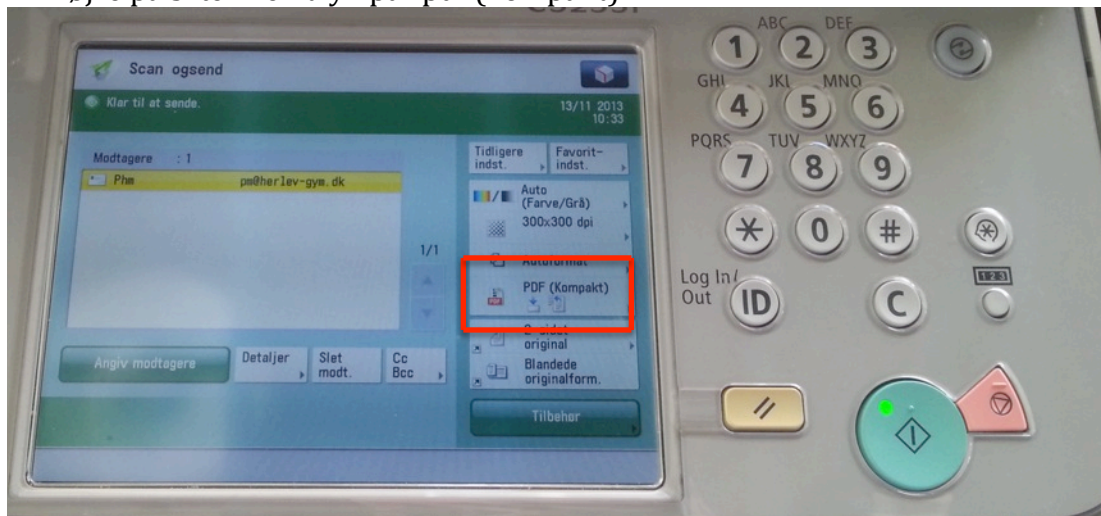 Scan ogsend
Klar til at sende.
13/11 2013
10:33
Modtagere : 1
Phm pm@herlev-gym.dk
1/1
Angiv modtagere
Detaljer
Slet
modt.
Cc
Bcc
Tidligere
indst.
Favorit-
indst.
Auto
(Farve/Grå)
300x300 dpi
Autoformat
PDF (Kompakt)
2-sidet
original
Blandede
originalform.
Tilbehør
ABC DEF
1 2 3
GHI JKL MNO
4 5 6
PQRS TUV WXYZ
7 8 9
* 0 #
Log In/
Out
ID
C
123